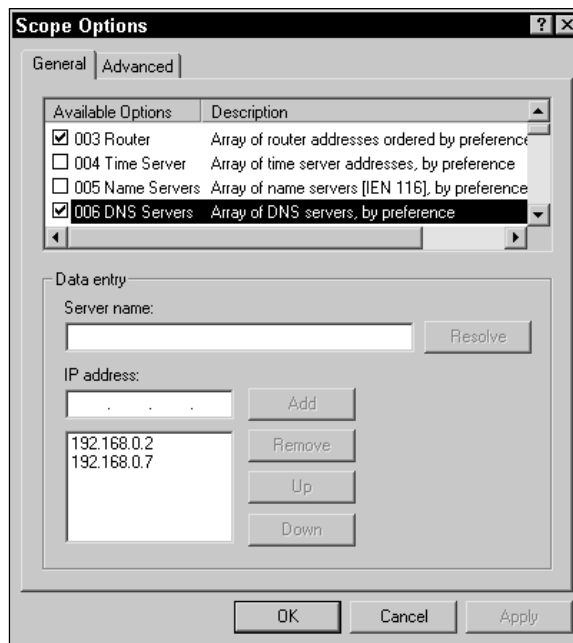 Scope Options
General Advanced
Available Options Description
003 Router Array of router addresses ordered by preference
004 Time Server Array of time server addresses, by preference
005 Name Servers Array of name servers [IEN 116], by preference
006 DNS Servers Array of DNS servers, by preference
Data entry
Server name:
Resolve
IP address:
. . . Add
192.168.0.2 Remove
192.168.0.7
Up
Down
OK Cancel Apply